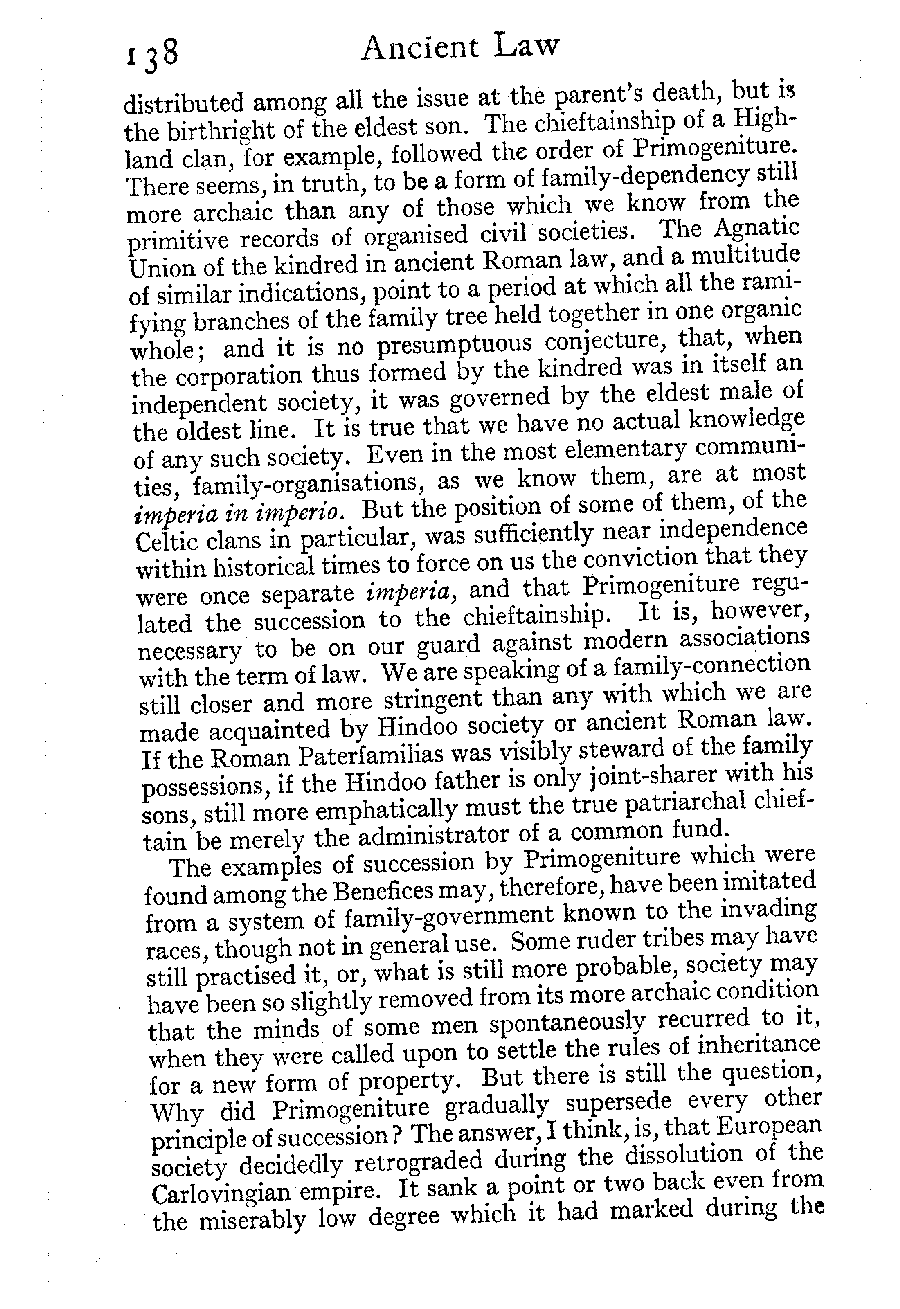 138 Ancient Law
distributed among all the issue at the parent's death, but is
the birthright of the eldest son. The chieftainship of a High-
land clan, for example, followed the order of Primogeniture.
There seems, in truth, to be a form of family-dependency still
more archaic than any of those which we know from the
primitive records of organised civil societies. The Agnatic
Union of the kindred in ancient Roman law, and a multitude
of similar indications, point to a period at which all the rami-
fying branches of the family tree held together in one organic
whole; and it is no presumptuous conjecture, that, when
the corporation thus formed by the kindred was in itself an
independent society, it was governed by the eldest male of
the oldest line. It is true that we have no actual knowledge
of any such society. Even in the most elementary communi-
ties, family-organisations, as we know them, are at most
imperia in imperio. But the position of some of them, of the
Celtic clans in particular, was sufficiently near independence
within historical times to force on us the conviction that they
were once separate imperia, and that Primogeniture regu-
lated the succession to the chieftainship. It is, however,
necessary to be on our guard against modern associations
with the term of law. We are speaking of a family-connection
still closer and more stringent than any with which we are
made acquainted by Hindoo society or ancient Roman law.
If the Roman Paterfamilias was visibly steward of the family
possessions, if the Hindoo father is only joint-sharer with his
sons, still more emphatically must the true patriarchal chief-
tain be merely the administrator of a common fund.
The examples of succession by Primogeniture which were
found among the Benefices may, therefore, have been imitated
from a system of family-government known to the invading
races, though not in general use. Some ruder tribes may have
still practised it, or, what is still more probable, society may
have been so slightly removed from its more archaic condition
that the minds of some men spontaneously recurred to it,
when they were called upon to settle the rules of inheritance
for a new form of property. But there is still the question,
Why did Primogeniture gradually supersede every other
principle of succession? The answer, I think, is, that European
society decidedly retrograded during the dissolution of the
Carlovingian empire. It sank a point or two back even from
the miserably low degree which it had marked during the